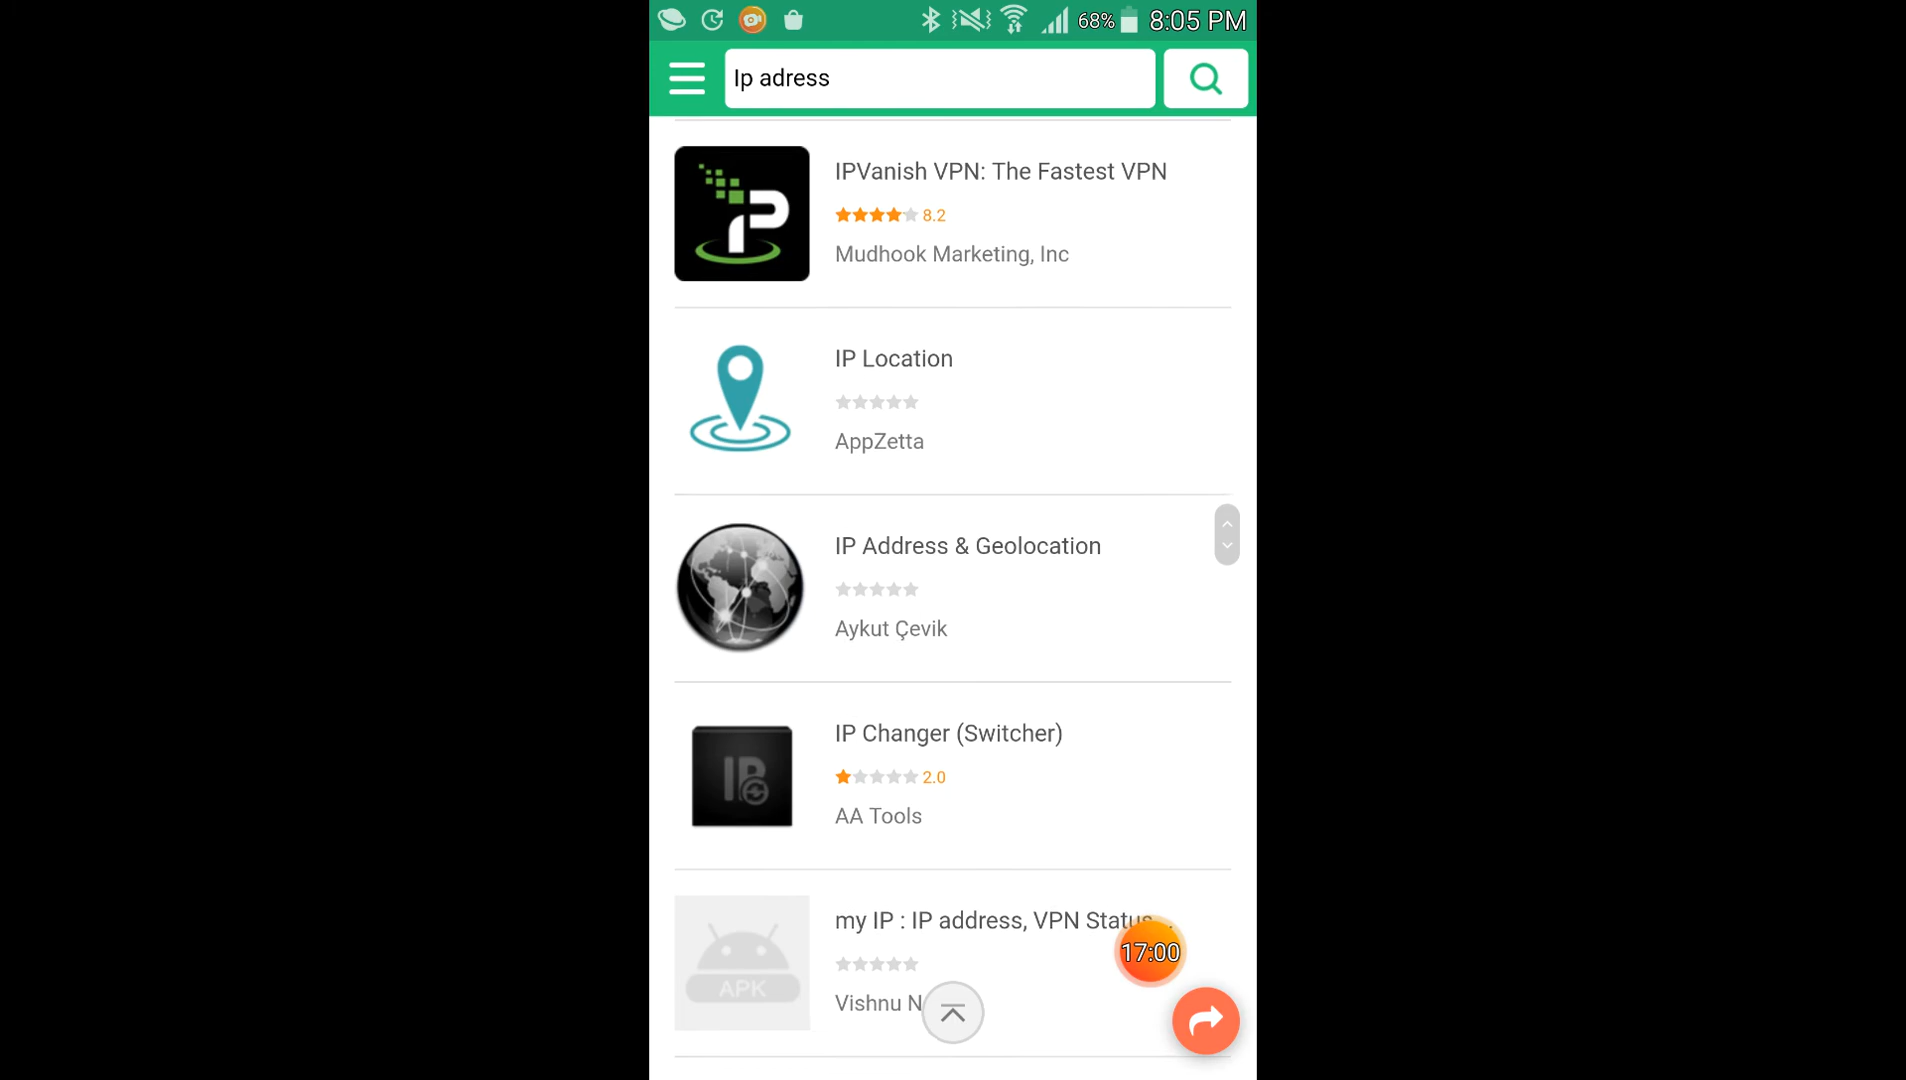 68% 8:05 PM
Ip adress
IPVanish VPN: The Fastest VPN
8.2
Mudhook Marketing, Inc
IP Location
AppZetta
IP Address & Geolocation
Aykut Çevik
IP Changer (Switcher)
2.0
AA Tools
my IP : IP address, VPN Status
17:00
APK
Vishnu N